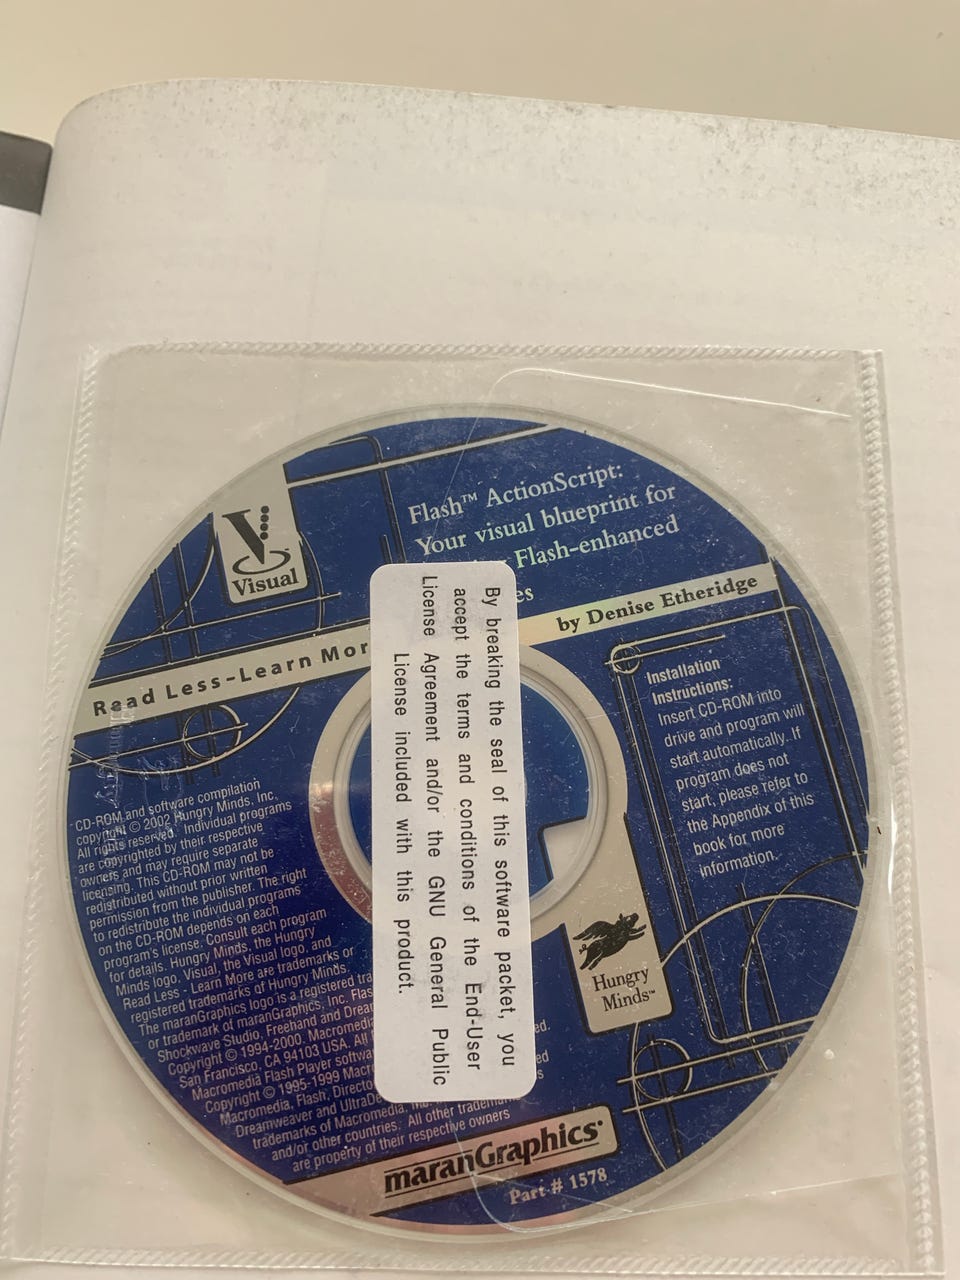 Flash™ ActionScript:
Your visual blueprint for
Flash-enhanced
V
Visual
by Denise Etheridge
Read Less-Learn
Installation
Instructions:
Insert CD-ROM into
drive and program will
start automatically. If
program does not
start, please refer to
the Appendix of this
book for more
information.
By breaking the seal of this software packet, you
accept the terms and conditions of the End-User
License Agreement and/or the GNU General Public
License included with this product.
CD-ROM and software compilation
copyright © 2002 Hungry Minds, Inc.
All rights reserved. Individual programs
are copyrighted by their respective
owners and may require separate
licensing. This CD-ROM may not be
redistributed without prior written
permission from the publisher. The right
to redistribute the individual programs
on the CD-ROM depends on each
program's license. Consult each program
for details. Hungry Minds, the Hungry
Minds logo, Visual, the Visual logo, and
Read Less - Learn More are trademarks or
registered trademarks of Hungry Minds.
The maranGraphics logo is a registered
or trademark of maranGraphics, Inc.
Shockwave Studio, Freehand and
Copyright © 1994-2000. Macromedia
San Francisco, CA 94103 USA. All
Macromedia Flash Player
Copyright © 1995-1999
Macromedia, Flash,
Dreamweaver and
trademarks of Macromedia,
and/or other countries. All other
are property of their respective owners
Hungry
Minds™
maranGraphics
Part # 1578